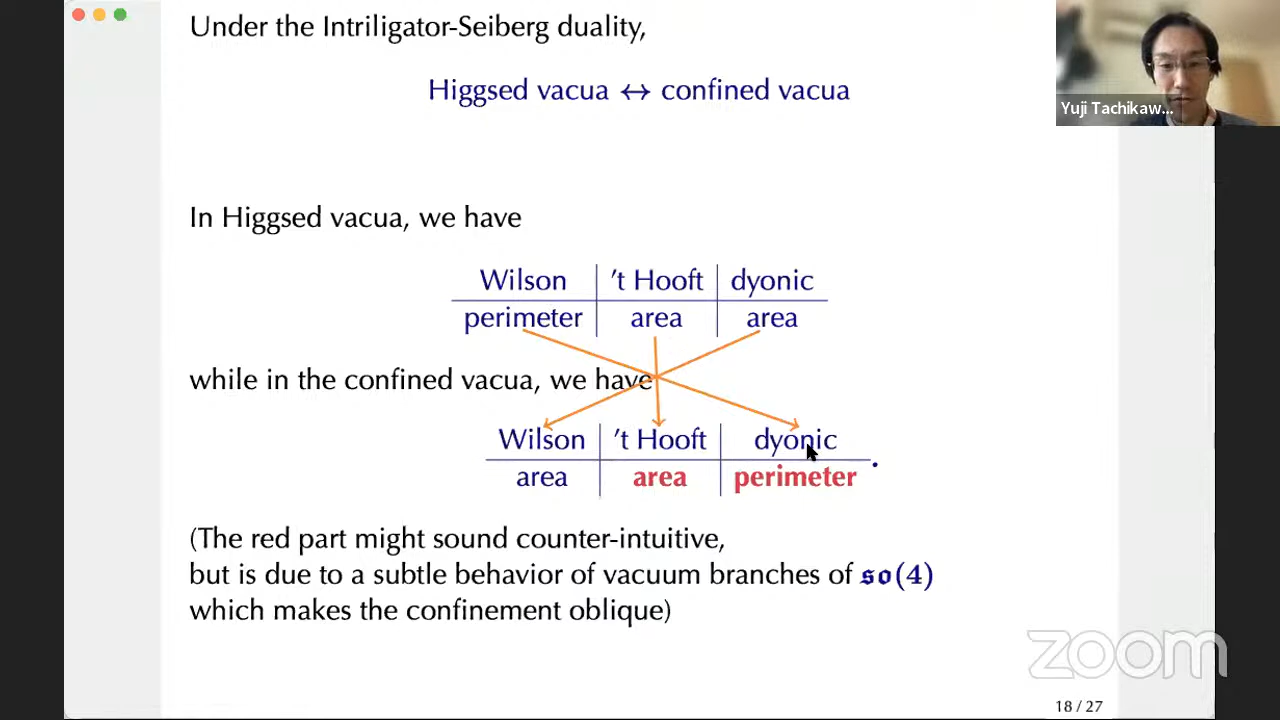 Under the Intriligator-Seiberg duality,
Higgsed vacua ↔ confined vacua
Yuji Tachikaw...
In Higgsed vacua, we have
Wilson 't Hooft dyonic
perimeter area area
while in the confined vacua, we have
Wilson 't Hooft dyonic
area area perimeter .
(The red part might sound counter-intuitive,
but is due to a subtle behavior of vacuum branches of 𝖘𝖔(4)
which makes the confinement oblique)
zoom
18 / 27